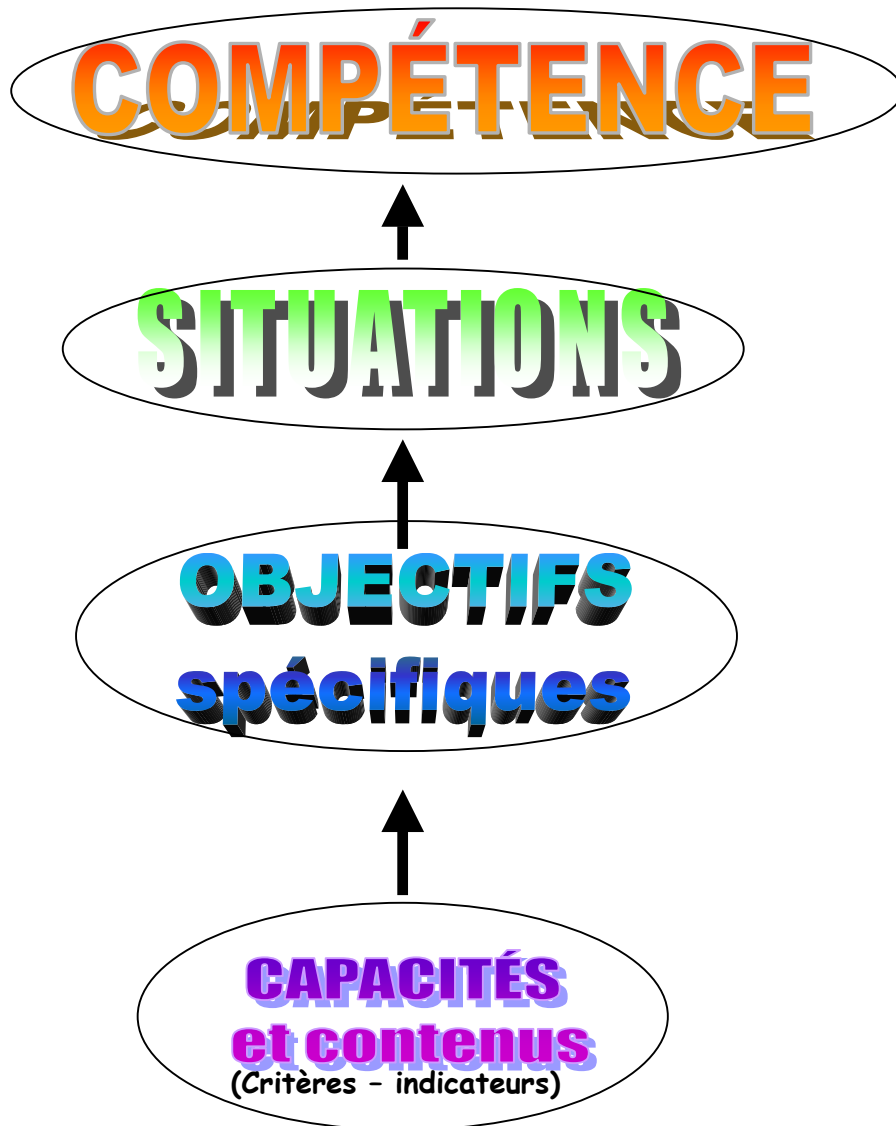 COMPÉTENCE
SITUATIONS
OBJECTIFS
spécifiques
CAPACITÉS
et contenus
(Critères – indicateurs)